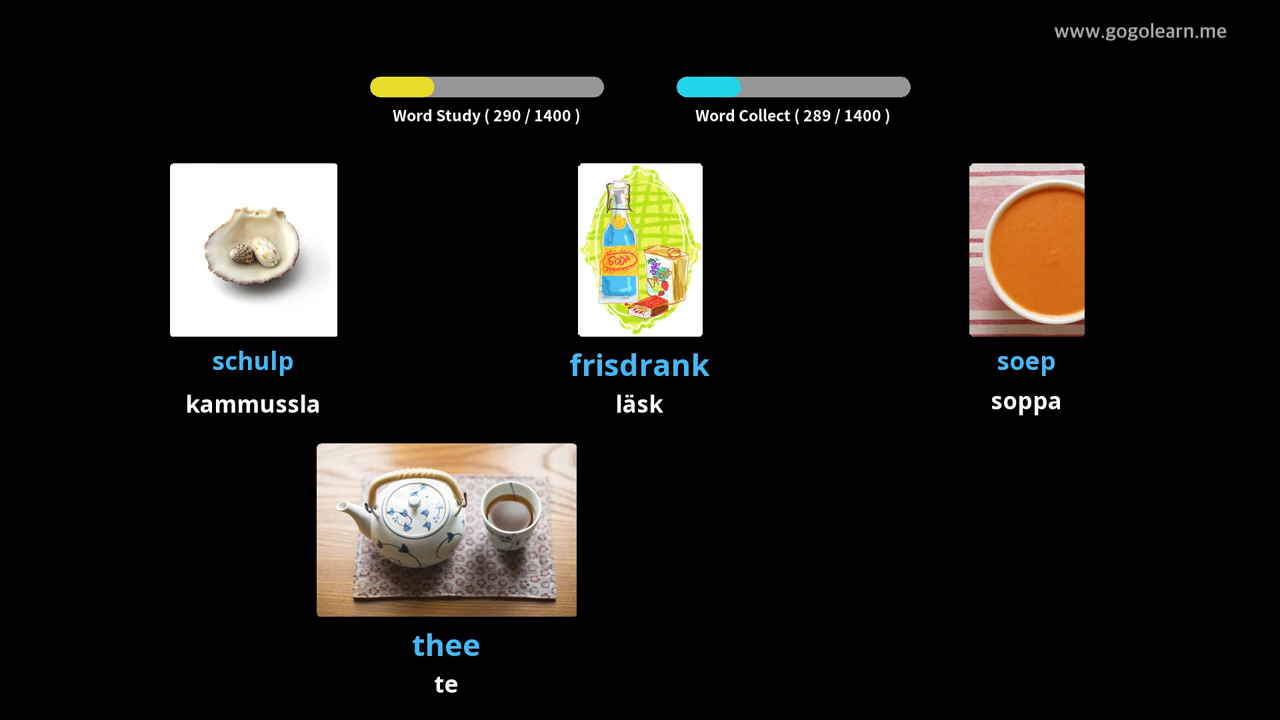 www.gogolearn.me
Word Study ( 290 / 1400 )
Word Collect ( 289 / 1400 )
SODA
schulp
frisdrank
soep
kammussla
läsk
soppa
thee
te